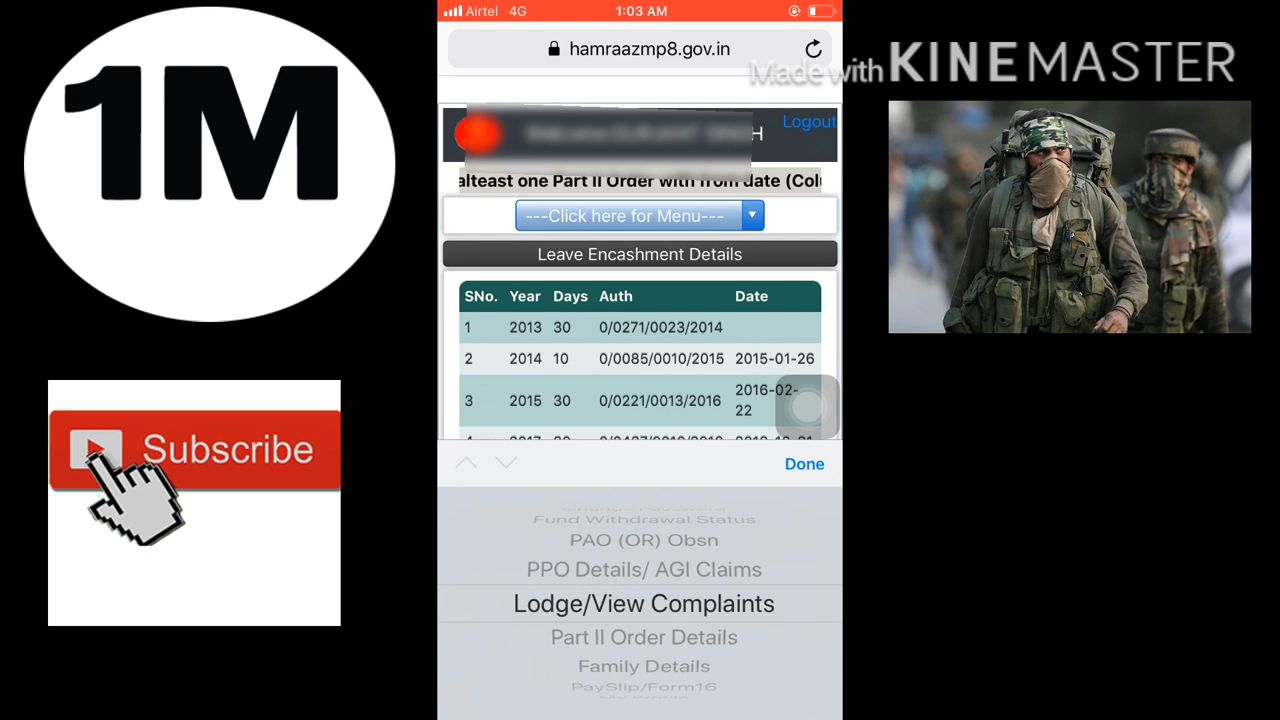 1M
Airtel 4G 1:03 AM
hamraazmp8.gov.in
Made with KINEMASTER
H
Logout
alteast one Part II Order with from date (Colu
---Click here for Menu---
Leave Encashment Details
SNo. Year Days Auth Date
1 2013 30 0/0271/0023/2014
2 2014 10 0/0085/0010/2015 2015-01-26
3 2015 30 0/0221/0013/2016 2016-02-
22
Subscribe
Done
Fund Withdrawal Status
PAO (OR) Obsn
PPO Details/ AGI Claims
Lodge/View Complaints
Part II Order Details
Family Details
PaySlip/Form16